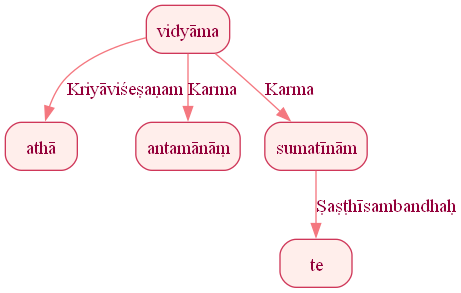 vidyāma
Kriyāviśeṣaṇam Karma Karma
athā antamānāṃ sumatīnām
Ṣaṣṭhīsambandhaḥ
te